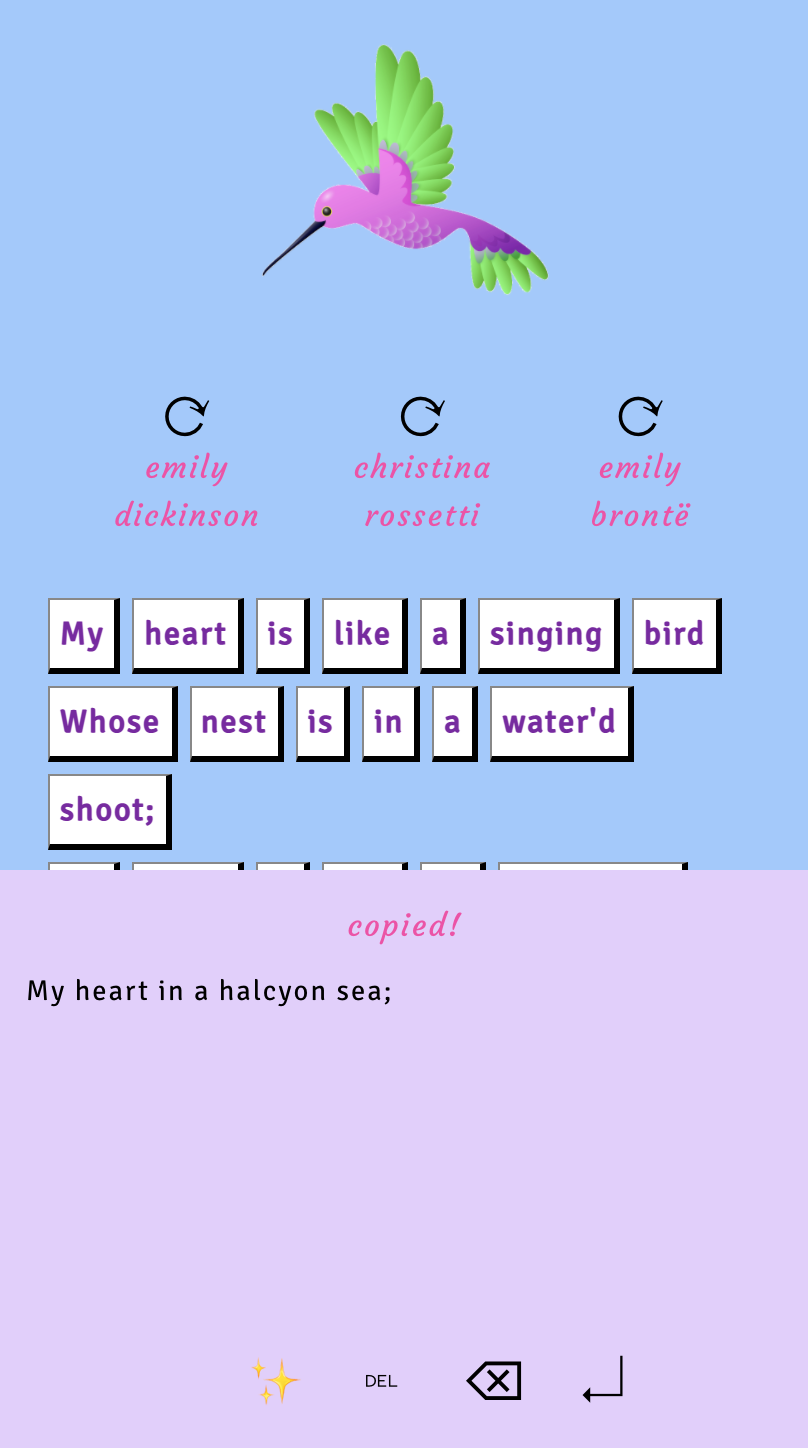 emily christina emily
dickinson rossetti brontë
My heart is like a singing bird
Whose nest is in a water'd
shoot;
copied!
My heart in a halcyon sea;
DEL